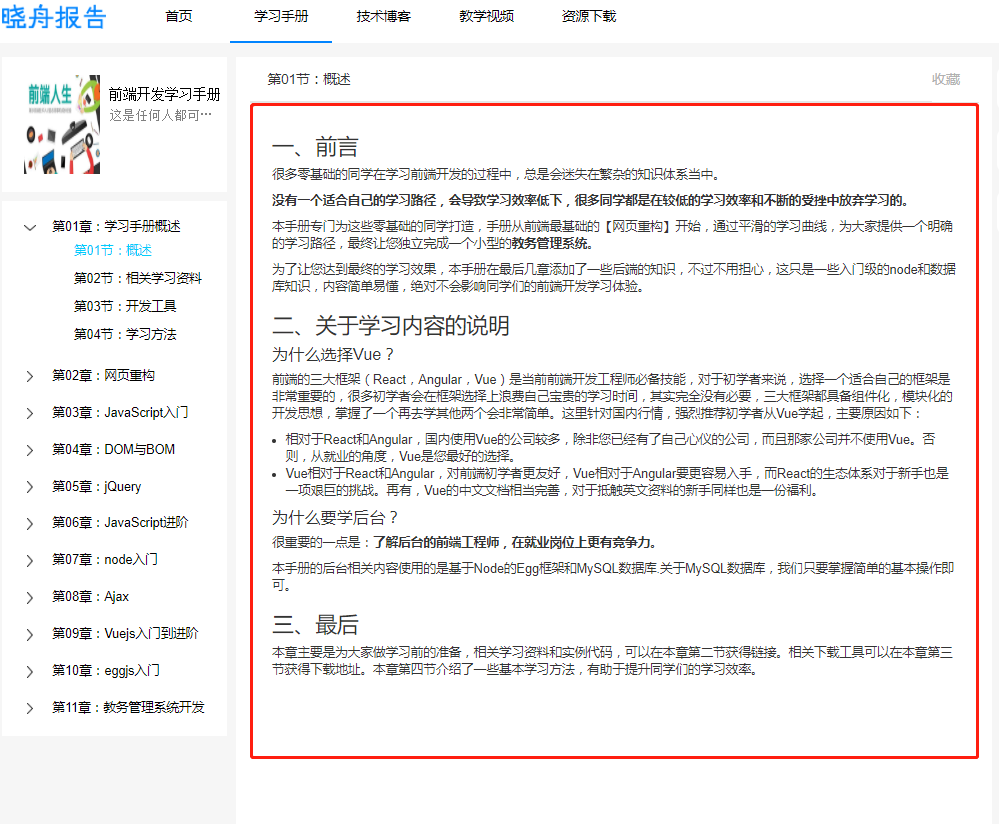 晓舟报告
首页 学习手册 技术博客 教学视频 资源下载
前端人生
前端开发学习手册
这是任何人都可…
第01章：学习手册概述
第01节：概述
第02节：相关学习资料
第03节：开发工具
第04节：学习方法
第02章：网页重构
第03章：JavaScript入门
第04章：DOM与BOM
第05章：jQuery
第06章：JavaScript进阶
第07章：node入门
第08章：Ajax
第09章：Vuejs入门到进阶
第10章：eggjs入门
第11章：教务管理系统开发
第01节：概述
收藏
一、前言
很多零基础的同学在学习前端开发的过程中，总是会迷失在繁杂的知识体系当中。
没有一个适合自己的学习路径，会导致学习效率低下，很多同学都是在较低的学习效率和不断的受挫中放弃学习的。
本手册专门为这些零基础的同学打造，手册从前端最基础的【网页重构】开始，通过平滑的学习曲线，为大家提供一个明确
的学习路径，最终让您独立完成一个小型的教务管理系统。
为了让您达到最终的学习效果，本手册在最后几章添加了一些后端的知识，不过不用担心，这只是一些入门级的node和数据
库知识，内容简单易懂，绝对不会影响同学们的前端开发学习体验。
二、关于学习内容的说明
为什么选择Vue？
前端的三大框架（React，Angular，Vue）是当前前端开发工程师必备技能，对于初学者来说，选择一个适合自己的框架是
非常重要的，很多初学者会在框架选择上浪费自己宝贵的学习时间，其实完全没有必要，三大框架都具备组件化，模块化的
开发思想，掌握了一个再去学其他两个会非常简单。这里针对国内行情，强烈推荐初学者从Vue学起，主要原因如下：
• 相对于React和Angular，国内使用Vue的公司较多，除非您已经有了自己心仪的公司，而且那家公司并不使用Vue。否
则，从就业的角度，Vue是您最好的选择。
• Vue相对于React和Angular，对前端初学者更友好，Vue相对于Angular要更容易入手，而React的生态体系对于新手也是
一项艰巨的挑战。再有，Vue的中文文档相当完善，对于抵触英文资料的新手同样也是一份福利。
为什么要学后台？
很重要的一点是：了解后台的前端工程师，在就业岗位上更有竞争力。
本手册的后台相关内容使用的是基于Node的Egg框架和MySQL数据库.关于MySQL数据库，我们只要掌握简单的基本操作即
可。
三、最后
本章主要是为大家做学习前的准备，相关学习资料和实例代码，可以在本章第二节获得链接。相关下载工具可以在本章第三
节获得下载地址。本章第四节介绍了一些基本学习方法，有助于提升同学们的学习效率。